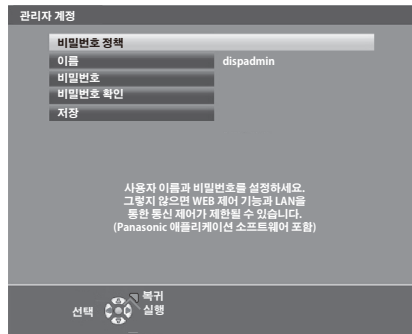 관리자 계정
비밀번호 정책
이름 dispadmin
비밀번호
비밀번호 확인
저장
사용자 이름과 비밀번호를 설정하세요.
그렇지 않으면 WEB 제어 기능과 LAN을
통한 통신 제어가 제한될 수 있습니다.
(Panasonic 애플리케이션 소프트웨어 포함)
복귀
선택 실행